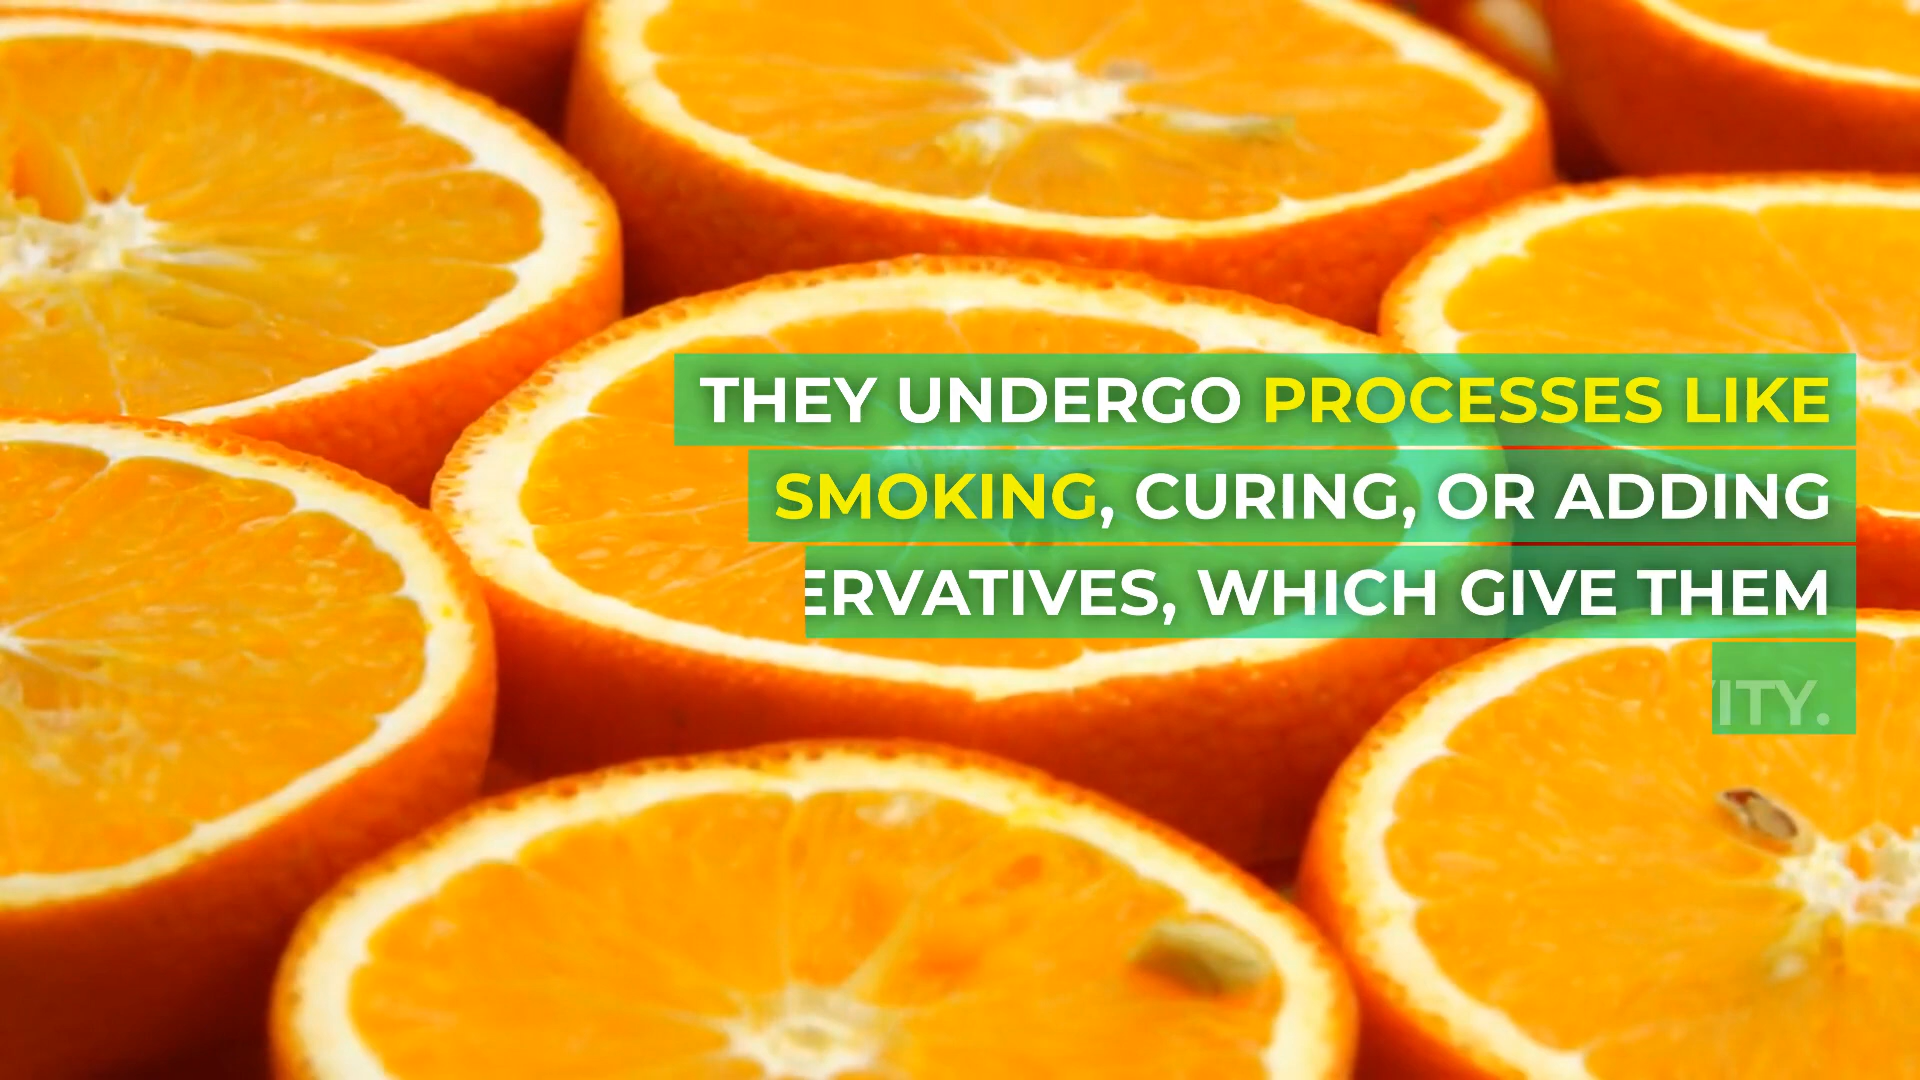 THEY UNDERGO PROCESSES LIKE
SMOKING, CURING, OR ADDING
ERVATIVES, WHICH GIVE THEM
ITY.